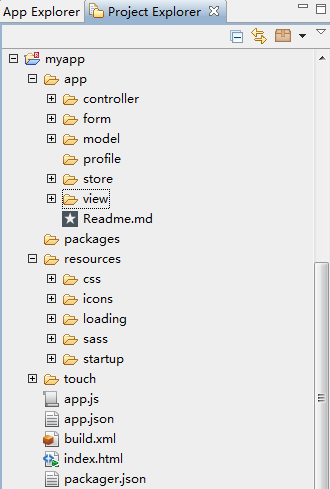 App Explorer Project Explorer
myapp
app
controller
form
model
profile
store
view
Readme.md
packages
resources
css
icons
loading
sass
startup
touch
app.js
app.json
build.xml
index.html
packager.json